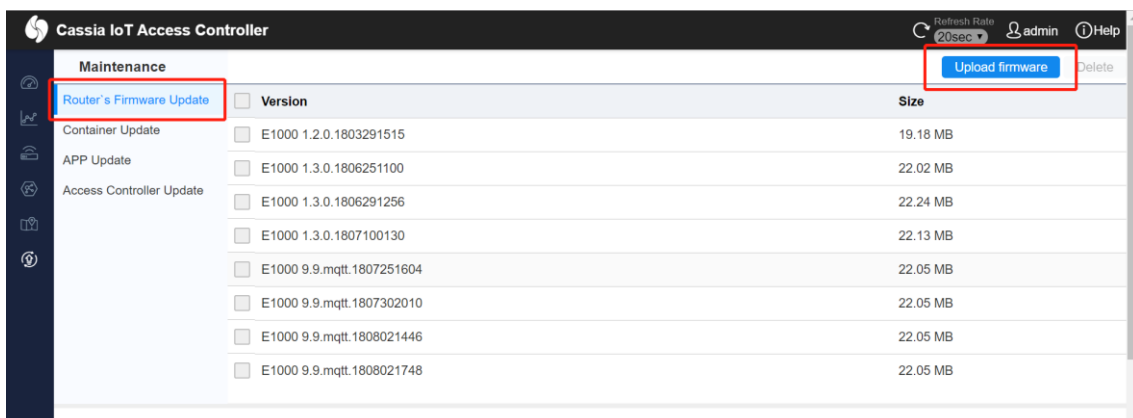 Cassia IoT Access Controller
Refresh Rate
20sec
admin
Help
Maintenance
Upload firmware
Delete
Router`s Firmware Update
Container Update
APP Update
Access Controller Update
Version Size
E1000 1.2.0.1803291515 19.18 MB
E1000 1.3.0.1806251100 22.02 MB
E1000 1.3.0.1806291256 22.24 MB
E1000 1.3.0.1807100130 22.13 MB
E1000 9.9.mqtt.1807251604 22.05 MB
E1000 9.9.mqtt.1807302010 22.05 MB
E1000 9.9.mqtt.1808021446 22.05 MB
E1000 9.9.mqtt.1808021748 22.05 MB